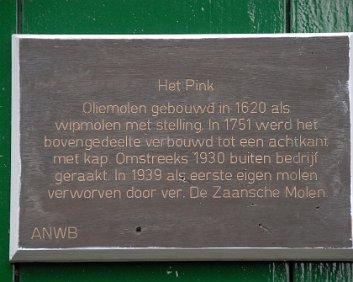 Het Pink
Oliemolen gebouwd in 1620 als
wipmolen met stelling. In 1751 werd het
bovengedeelte verbouwd tot een achtkant
met kap. Omstreeks 1930 buiten bedrijf
geraakt. In 1939 als eerste eigen molen
verworven door ver. De Zaansche Molen.
ANWB